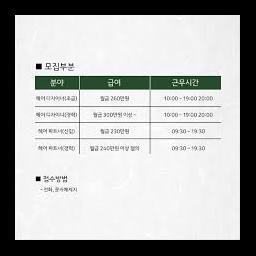 ■ 모집부분
분야 급여 근무시간
헤어 디자이너(초급) 월급 260만원 10:00 ~ 19:00 20:00
헤어 디자이너(경력) 월급 300만원 이상~ 10:00 ~ 19:00 20:00
헤어 파트너(신입) 월급 230만원 09:30 ~ 19:30
헤어 파트너(경력) 월급 240만원 이상 협의 09:30 ~ 19:30
■ 접수방법
- 전화, 문자메세지